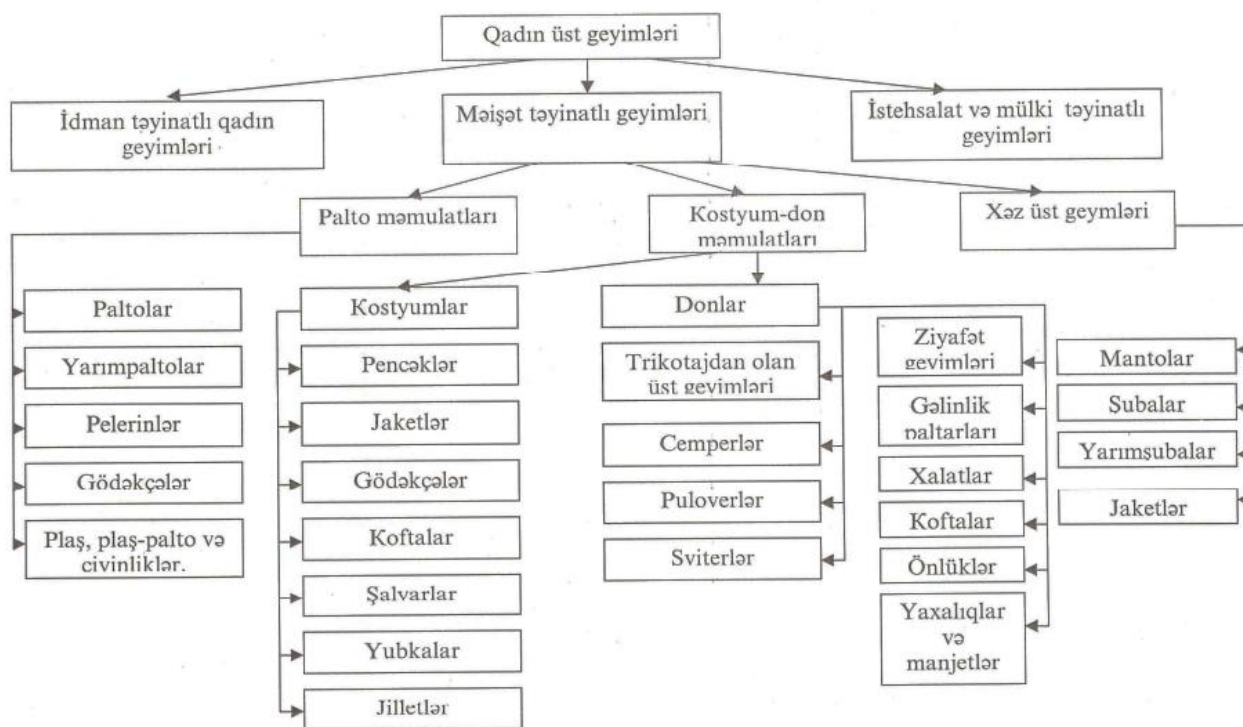 Qadın üst geyimləri
İdman təyinatlı qadın
geyimləri
Məişət təyinatlı geyimləri
İstehsalat və mülki təyinatlı
geyimləri
Palto məmulatları
Kostyum-don
məmulatları
Xəz üst geymləri
Paltolar
Yarımpaltolar
Pelerinlər
Gödəkçələr
Plaş, plaş-palto və
civinliklər.
Kostyumlar
Pencəklər
Jaketlər
Gödəkçələr
Koftalar
Şalvarlar
Yubkalar
Jilletlər
Donlar
Trikotajdan olan
üst geyimləri
Cemperlər
Puloverlər
Sviterlər
Ziyafət
geyimləri
Gəlinlik
paltarları
Xalatlar
Koftalar
Önlüklər
Yaxalıqlar
və
manjetlər
Mantolar
Şubalar
Yarımşubalar
Jaketlər